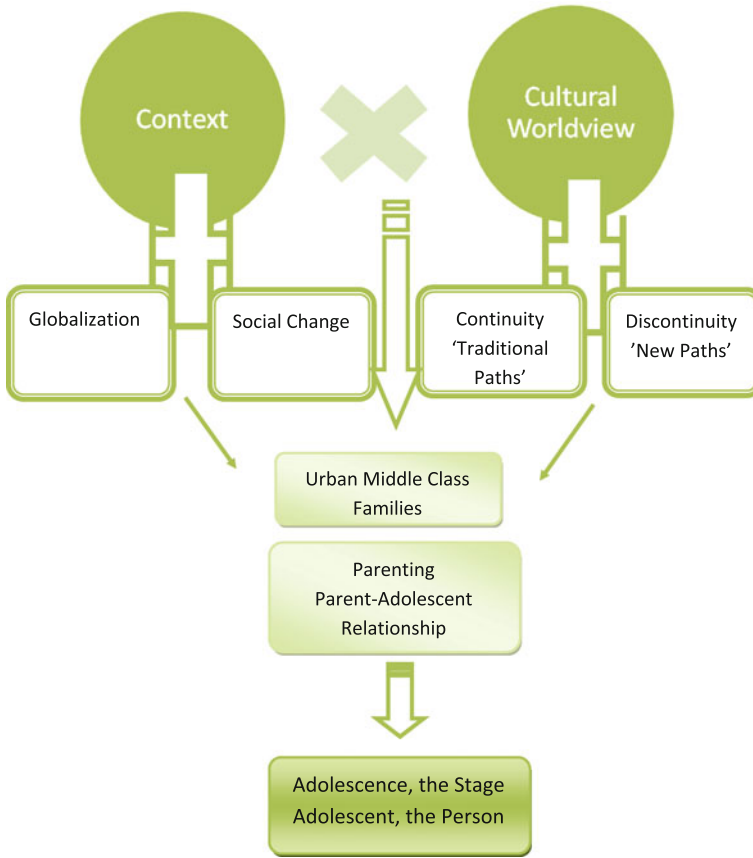 Context
Cultural
Worldview
Globalization
Social Change
Continuity
‘Traditional
Paths’
Discontinuity
’New Paths’
Urban Middle Class
Families
Parenting
Parent-Adolescent
Relationship
Adolescence, the Stage
Adolescent, the Person